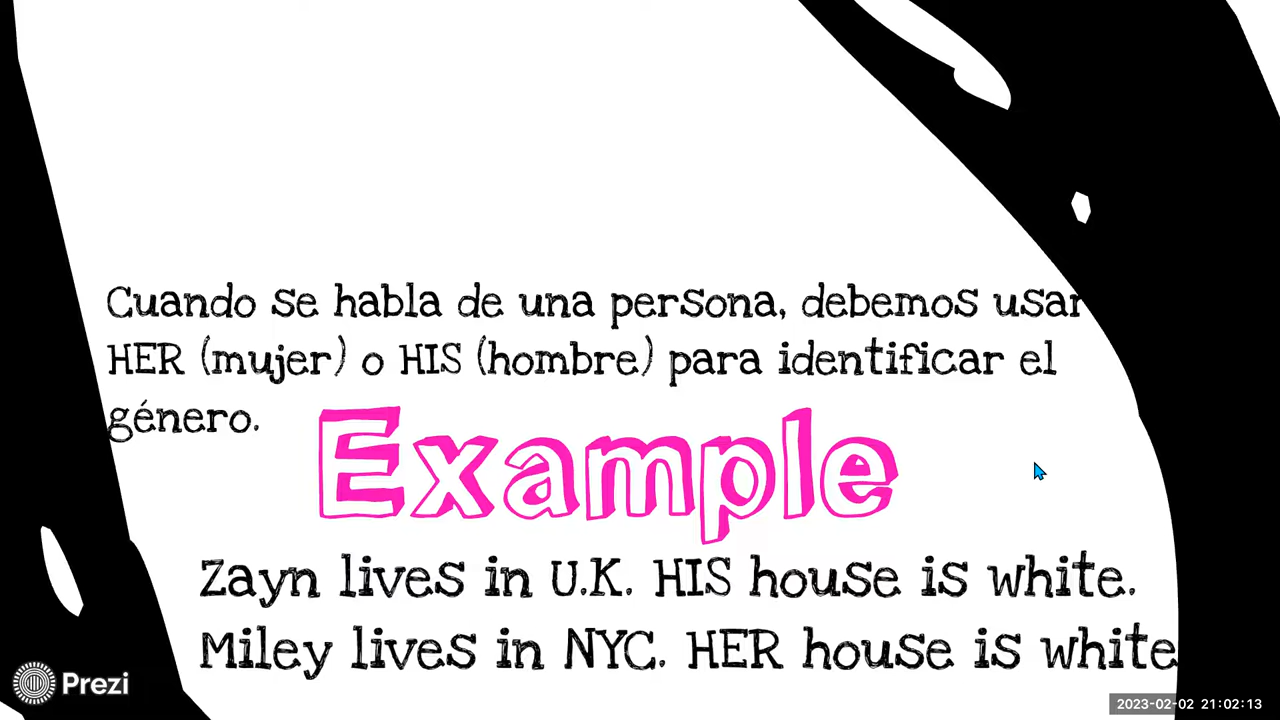 Cuando se habla de una persona, debemos usar
HER (mujer) o HIS (hombre) para identificar el
género.
Example
Zayn lives in U.K. HIS house is white.
Miley lives in NYC. HER house is white
Prezi
2023-02-02 21:02:13